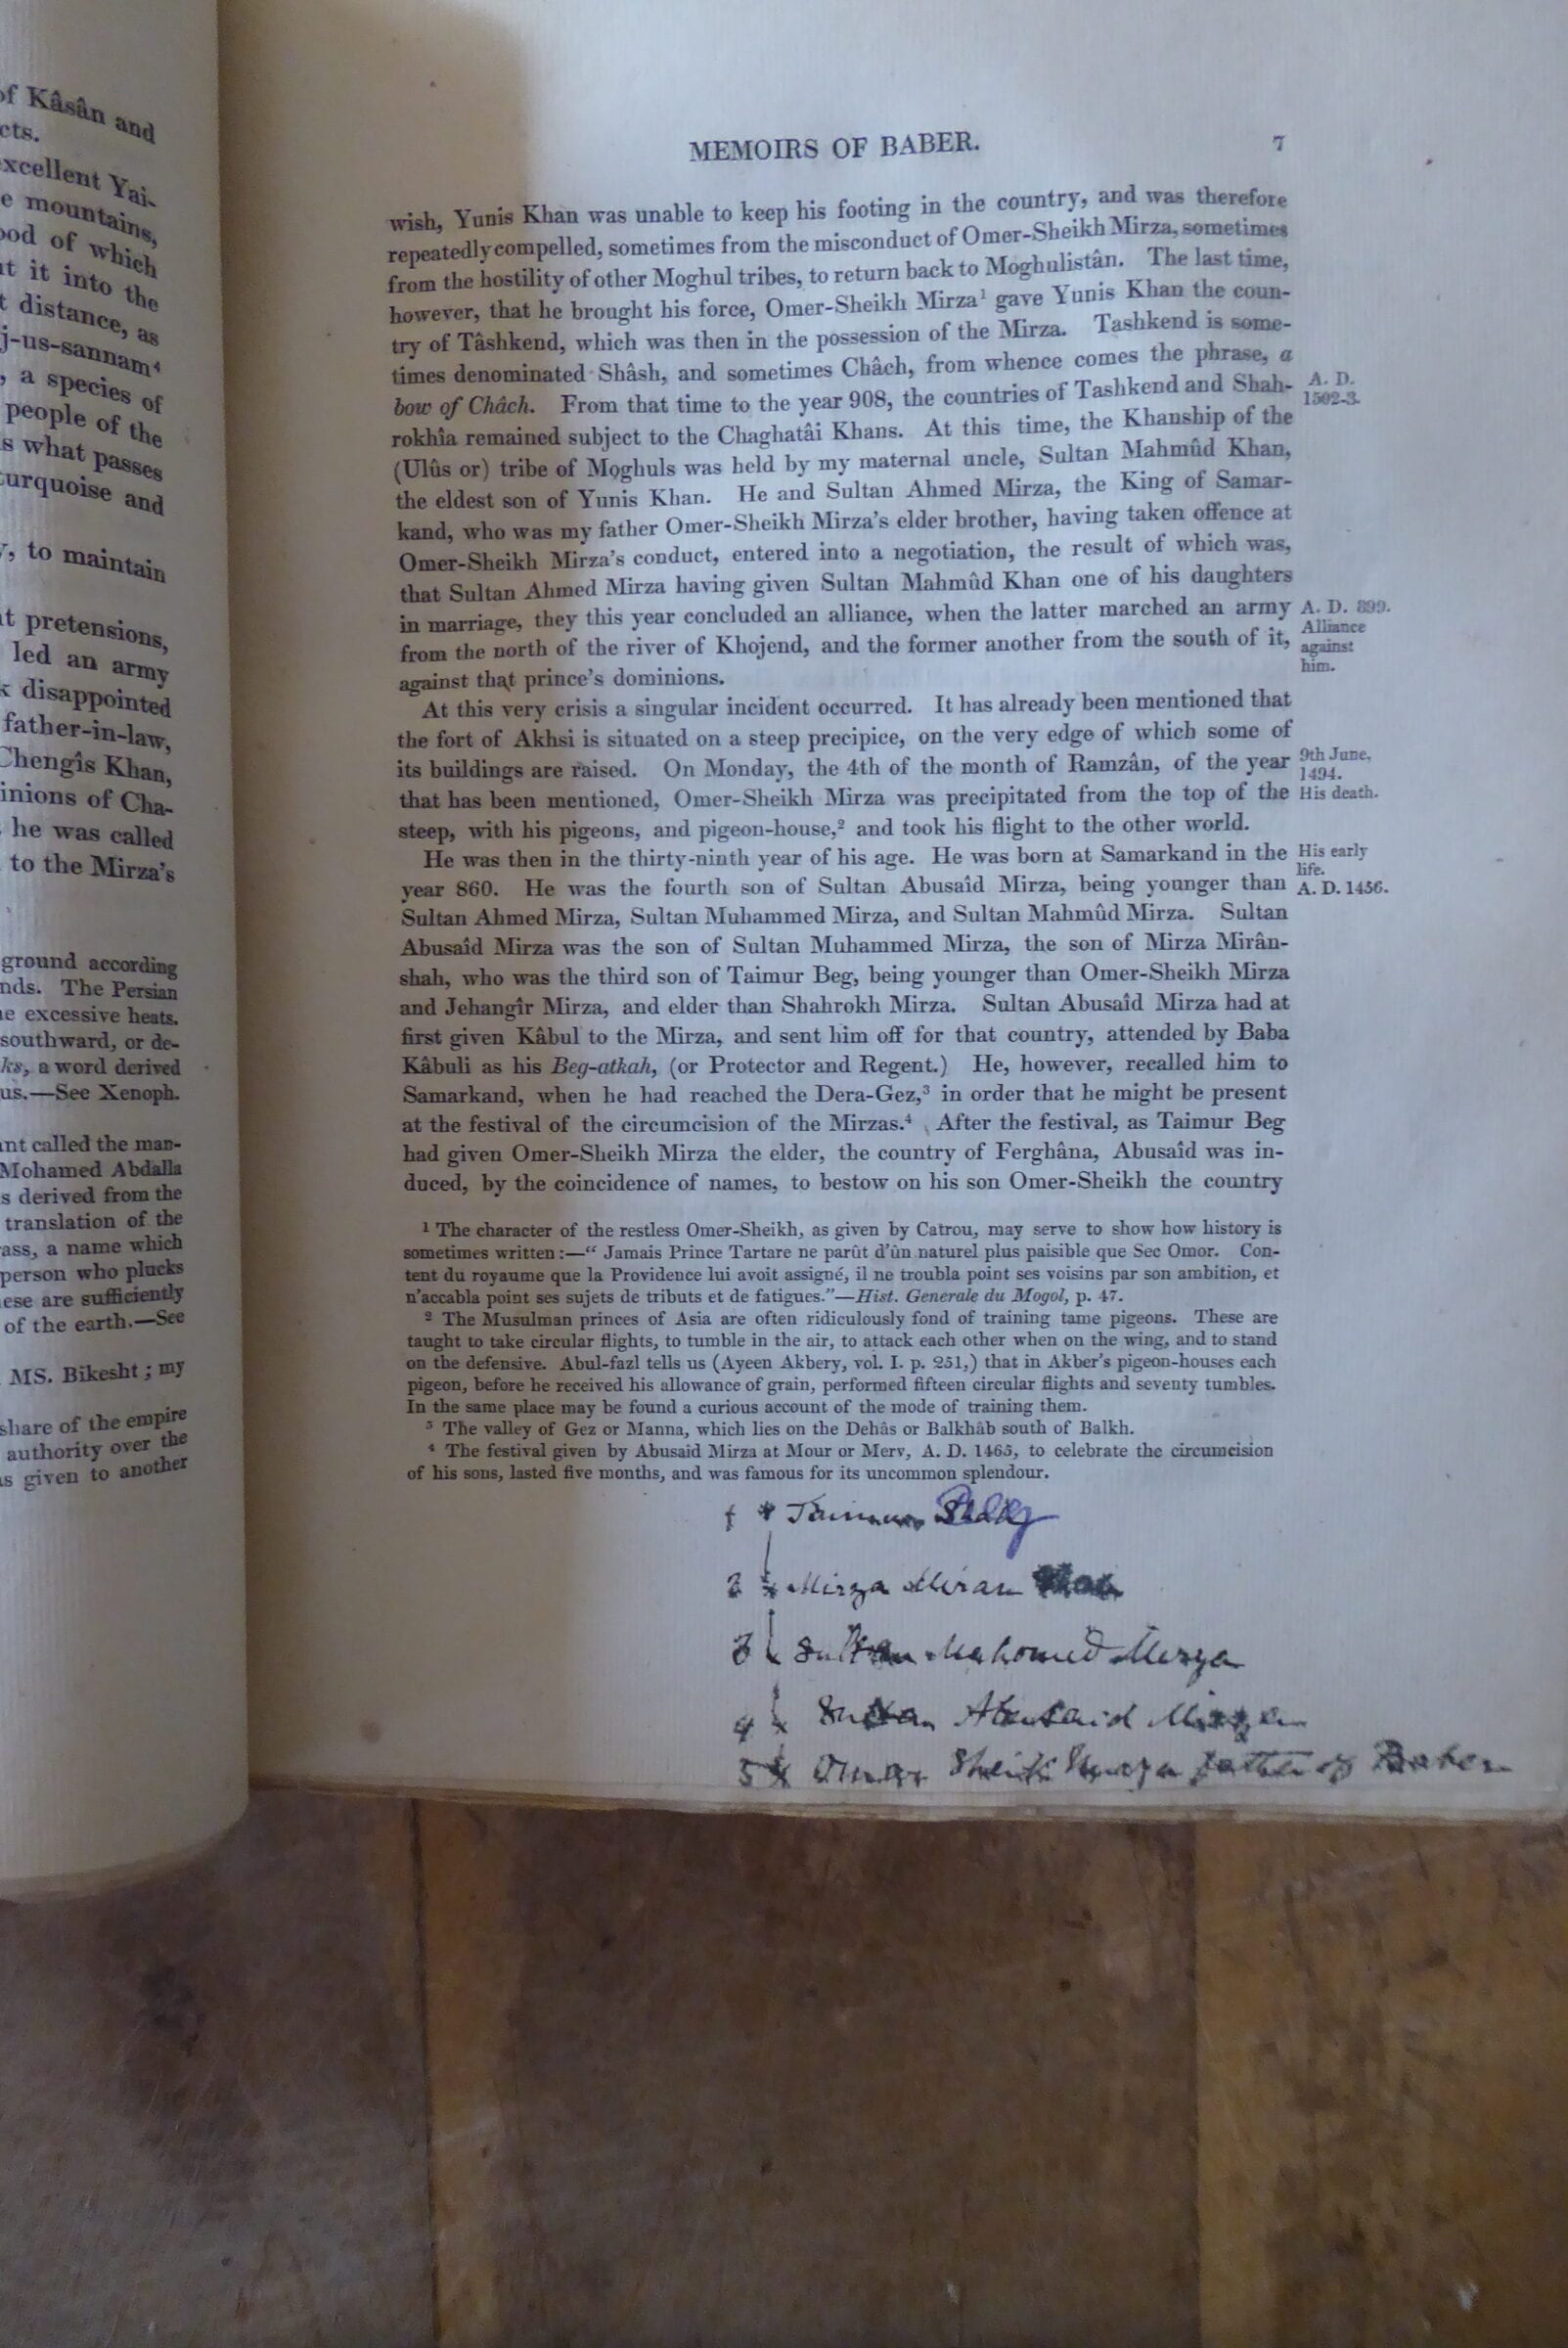 of Kâsân and
cts.
xcellent Yai-
e mountains,
ood of which
t it into the
t distance, as
j-us-sannam⁴
, a species of
people of the
s what passes
turquoise and
, to maintain
t pretensions,
led an army
disappointed
father-in-law,
Chengîs Khan,
inions of Cha-
he was called
to the Mirza's
ground according
nds. The Persian
e excessive heats.
southward, or de-
ks, a word derived
us.—See Xenoph.
ant called the man-
Mohamed Abdalla
s derived from the
translation of the
ass, a name which
person who plucks
ese are sufficiently
of the earth.—See
MS. Bikesht; my
share of the empire
authority over the
s given to another
MEMOIRS OF BABER. 7
wish, Yunis Khan was unable to keep his footing in the country, and was therefore
repeatedly compelled, sometimes from the misconduct of Omer-Sheikh Mirza, sometimes
from the hostility of other Moghul tribes, to return back to Moghulistân. The last time,
however, that he brought his force, Omer-Sheikh Mirza¹ gave Yunis Khan the coun-
try of Tâshkend, which was then in the possession of the Mirza. Tashkend is some-
times denominated Shâsh, and sometimes Châch, from whence comes the phrase, a
bow of Châch. From that time to the year 908, the countries of Tashkend and Shah-
A. D.
1502-3.
rokhîa remained subject to the Chaghatâi Khans. At this time, the Khanship of the
(Ulûs or) tribe of Moghuls was held by my maternal uncle, Sultan Mahmûd Khan,
the eldest son of Yunis Khan. He and Sultan Ahmed Mirza, the King of Samar-
kand, who was my father Omer-Sheikh Mirza's elder brother, having taken offence at
Omer-Sheikh Mirza's conduct, entered into a negotiation, the result of which was,
that Sultan Ahmed Mirza having given Sultan Mahmûd Khan one of his daughters
in marriage, they this year concluded an alliance, when the latter marched an army
from the north of the river of Khojend, and the former another from the south of it,
against that prince's dominions.
A. D. 899.
Alliance
against
him.
At this very crisis a singular incident occurred. It has already been mentioned that
the fort of Akhsi is situated on a steep precipice, on the very edge of which some of
its buildings are raised. On Monday, the 4th of the month of Ramzân, of the year
that has been mentioned, Omer-Sheikh Mirza was precipitated from the top of the
steep, with his pigeons, and pigeon-house,² and took his flight to the other world.
9th June,
1494.
His death.
He was then in the thirty-ninth year of his age. He was born at Samarkand in the
year 860. He was the fourth son of Sultan Abusaîd Mirza, being younger than
His early
life.
A. D. 1456.
Sultan Ahmed Mirza, Sultan Muhammed Mirza, and Sultan Mahmûd Mirza. Sultan
Abusaîd Mirza was the son of Sultan Muhammed Mirza, the son of Mirza Mirân-
shah, who was the third son of Taimur Beg, being younger than Omer-Sheikh Mirza
and Jehangîr Mirza, and elder than Shahrokh Mirza. Sultan Abusaîd Mirza had at
first given Kâbul to the Mirza, and sent him off for that country, attended by Baba
Kâbuli as his Beg-atkah, (or Protector and Regent.) He, however, recalled him to
Samarkand, when he had reached the Dera-Gez,³ in order that he might be present
at the festival of the circumcision of the Mirzas.⁴ After the festival, as Taimur Beg
had given Omer-Sheikh Mirza the elder, the country of Ferghâna, Abusaîd was in-
duced, by the coincidence of names, to bestow on his son Omer-Sheikh the country
¹ The character of the restless Omer-Sheikh, as given by Catrou, may serve to show how history is
sometimes written:—“ Jamais Prince Tartare ne parût d'ûn naturel plus paisible que Sec Omor. Con-
tent du royaume que la Providence lui avoit assigné, il ne troubla point ses voisins par son ambition, et
n'accabla point ses sujets de tributs et de fatigues.”—Hist. Generale du Mogol, p. 47.
² The Musulman princes of Asia are often ridiculously fond of training tame pigeons. These are
taught to take circular flights, to tumble in the air, to attack each other when on the wing, and to stand
on the defensive. Abul-fazl tells us (Ayeen Akbery, vol. I. p. 251,) that in Akber's pigeon-houses each
pigeon, before he received his allowance of grain, performed fifteen circular flights and seventy tumbles.
In the same place may be found a curious account of the mode of training them.
³ The valley of Gez or Manna, which lies on the Dehâs or Balkhâb south of Balkh.
⁴ The festival given by Abusaid Mirza at Mour or Merv, A. D. 1465, to celebrate the circumcision
of his sons, lasted five months, and was famous for its uncommon splendour.
1 Taimur
2 Mirza Miran
3 Sultan Mahomed Mirza
4 Sultan Abusaid Mirza
5 Omar Sheikh Mirza father of Baber